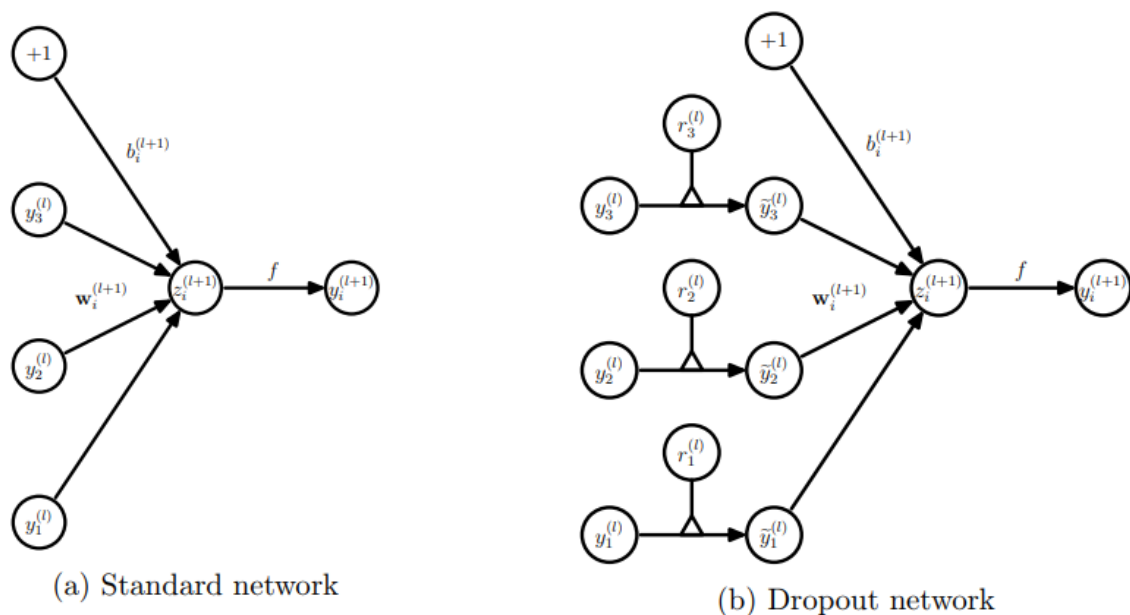 +1
b_i^{(l+1)}
y_3^{(l)}
w_i^{(l+1)}
z_i^{(l+1)}
f
y_i^{(l+1)}
y_2^{(l)}
y_1^{(l)}
(a) Standard network
+1
r_3^{(l)}
b_i^{(l+1)}
y_3^{(l)}
ỹ_3^{(l)}
r_2^{(l)}
w_i^{(l+1)}
z_i^{(l+1)}
f
y_i^{(l+1)}
y_2^{(l)}
ỹ_2^{(l)}
r_1^{(l)}
y_1^{(l)}
ỹ_1^{(l)}
(b) Dropout network